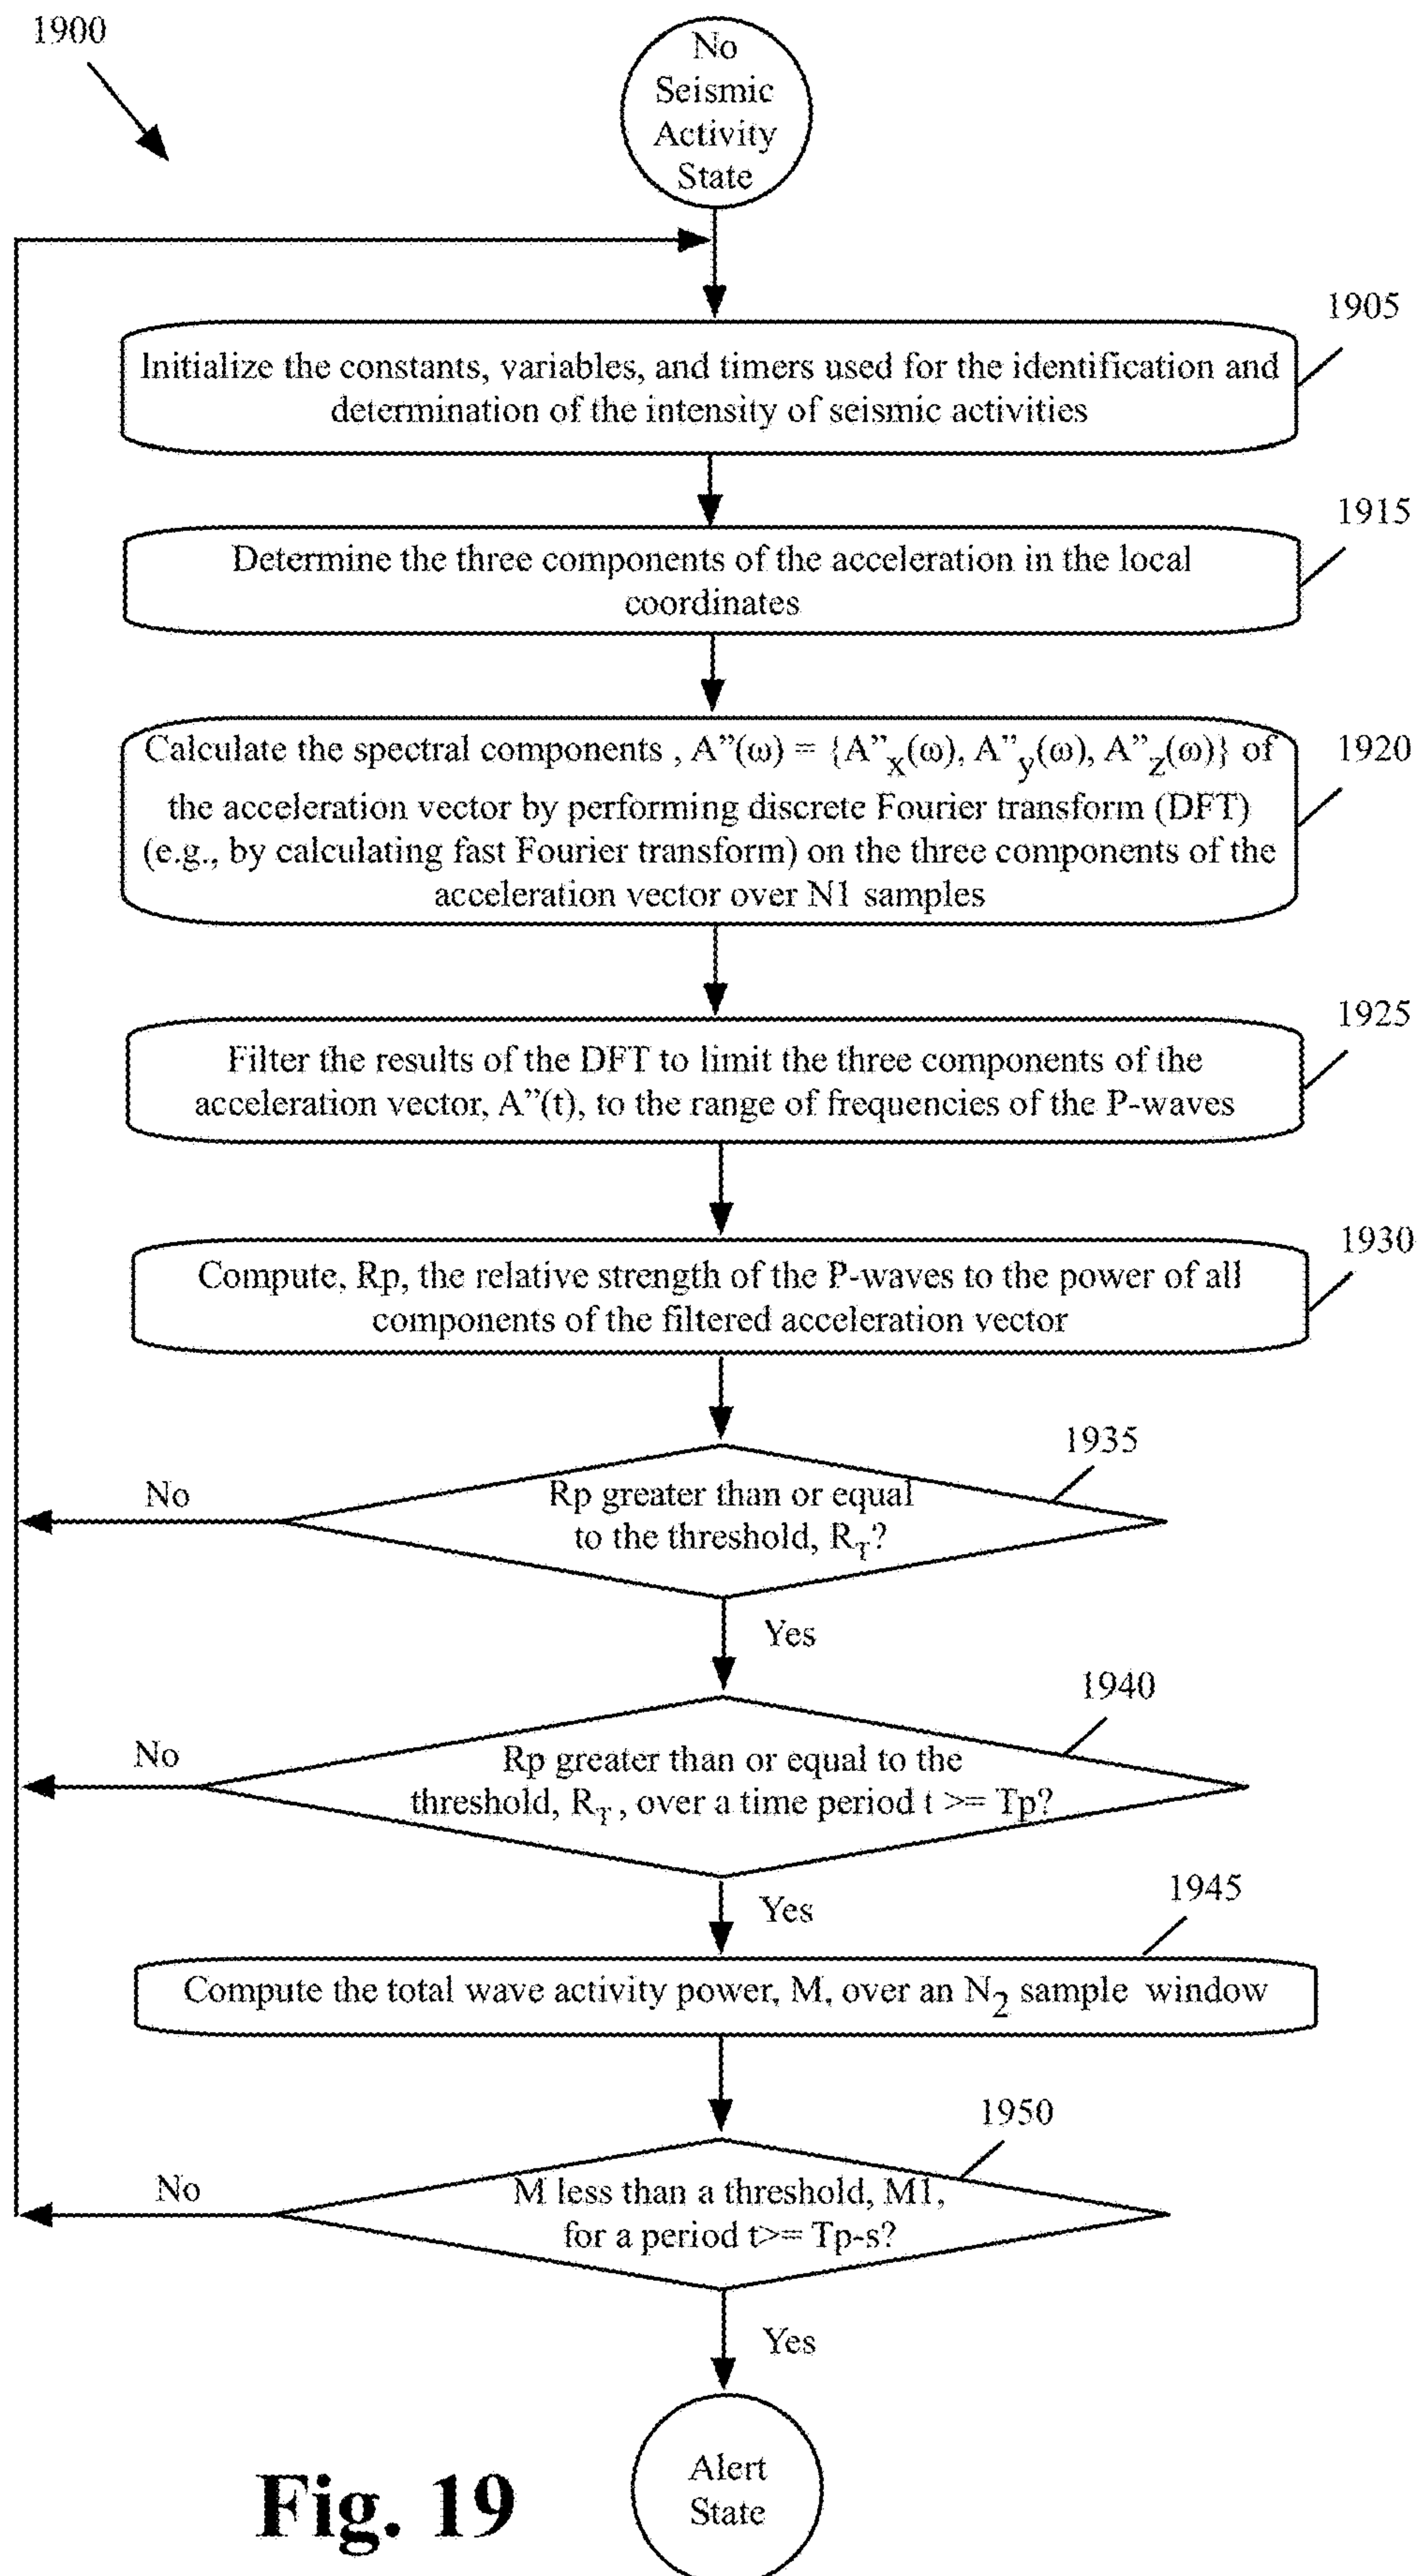 1900
No
Seismic
Activity
State
1905
Initialize the constants, variables, and timers used for the identification and
determination of the intensity of seismic activities
1915
Determine the three components of the acceleration in the local
coordinates
1920
Calculate the spectral components , A”(ω) = {A”x(ω), A”y(ω), A”z(ω)} of
the acceleration vector by performing discrete Fourier transform (DFT)
(e.g., by calculating fast Fourier transform) on the three components of the
acceleration vector over N1 samples
1925
Filter the results of the DFT to limit the three components of the
acceleration vector, A”(t), to the range of frequencies of the P-waves
1930
Compute, Rp, the relative strength of the P-waves to the power of all
components of the filtered acceleration vector
1935
No
Rp greater than or equal
to the threshold, RT?
Yes
1940
No
Rp greater than or equal to the
threshold, RT , over a time period t >= Tp?
Yes
1945
Compute the total wave activity power, M, over an N2 sample window
1950
No
M less than a threshold, M1,
for a period t>= Tp-s?
Yes
Alert
State
Fig. 19